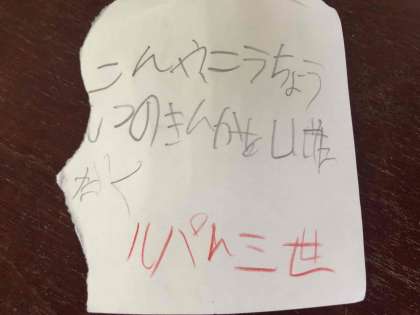 こんやこうちょう
しつのきんかをいた
だく
ルパン三世